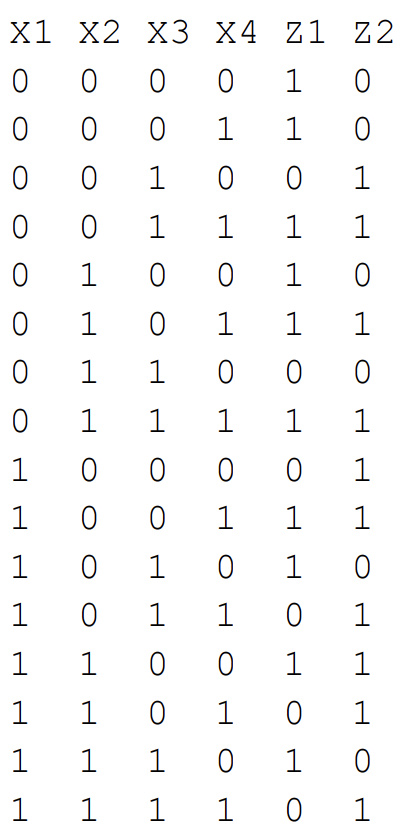 X1 X2 X3 X4 Z1 Z2
0 0 0 0 1 0
0 0 0 1 1 0
0 0 1 0 0 1
0 0 1 1 1 1
0 1 0 0 1 0
0 1 0 1 1 1
0 1 1 0 0 0
0 1 1 1 1 1
1 0 0 0 0 1
1 0 0 1 1 1
1 0 1 0 1 0
1 0 1 1 0 1
1 1 0 0 1 1
1 1 0 1 0 1
1 1 1 0 1 0
1 1 1 1 0 1